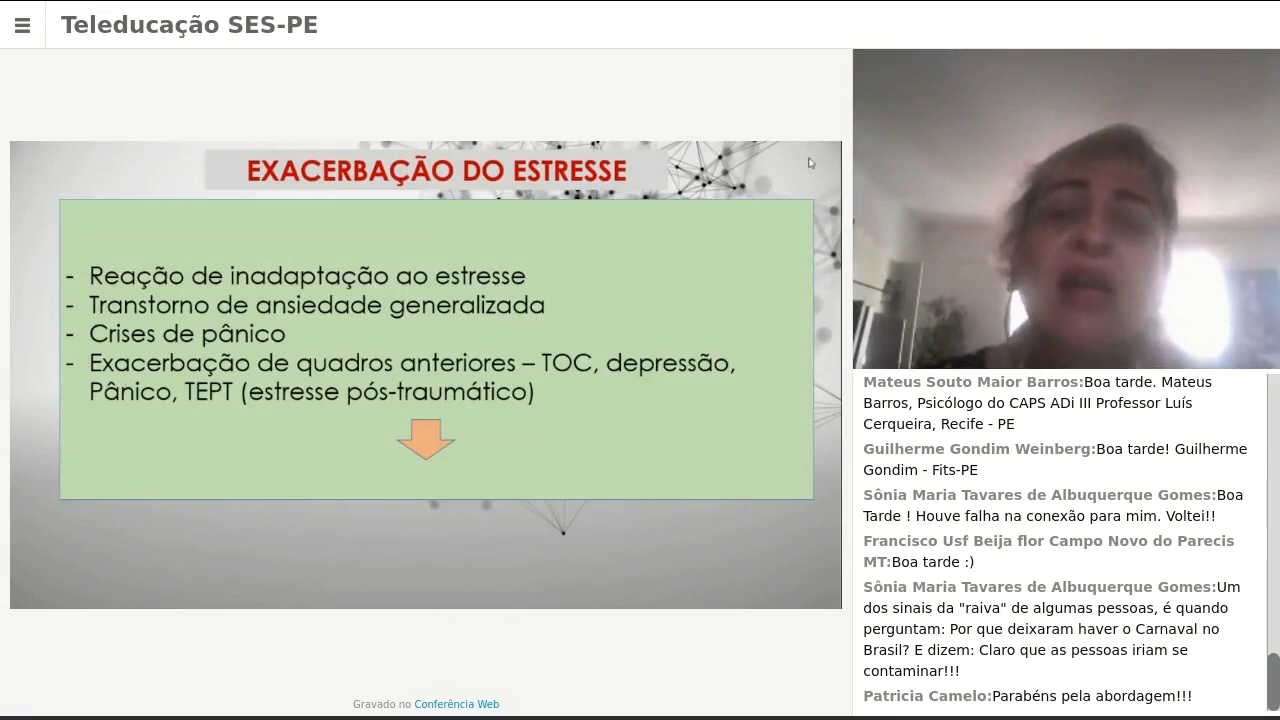 Teleducação SES-PE
EXACERBAÇÃO DO ESTRESSE
- Reação de inadaptação ao estresse
- Transtorno de ansiedade generalizada
- Crises de pânico
- Exacerbação de quadros anteriores – TOC, depressão,
Pânico, TEPT (estresse pós-traumático)
Gravado no Conferência Web
Mateus Souto Maior Barros:Boa tarde. Mateus
Barros, Psicólogo do CAPS ADi III Professor Luís
Cerqueira, Recife - PE
Guilherme Gondim Weinberg:Boa tarde! Guilherme
Gondim - Fits-PE
Sônia Maria Tavares de Albuquerque Gomes:Boa
Tarde ! Houve falha na conexão para mim. Voltei!!
Francisco Usf Beija flor Campo Novo do Parecis
MT:Boa tarde :)
Sônia Maria Tavares de Albuquerque Gomes:Um
dos sinais da "raiva" de algumas pessoas, é quando
perguntam: Por que deixaram haver o Carnaval no
Brasil? E dizem: Claro que as pessoas iriam se
contaminar!!!
Patricia Camelo:Parabéns pela abordagem!!!